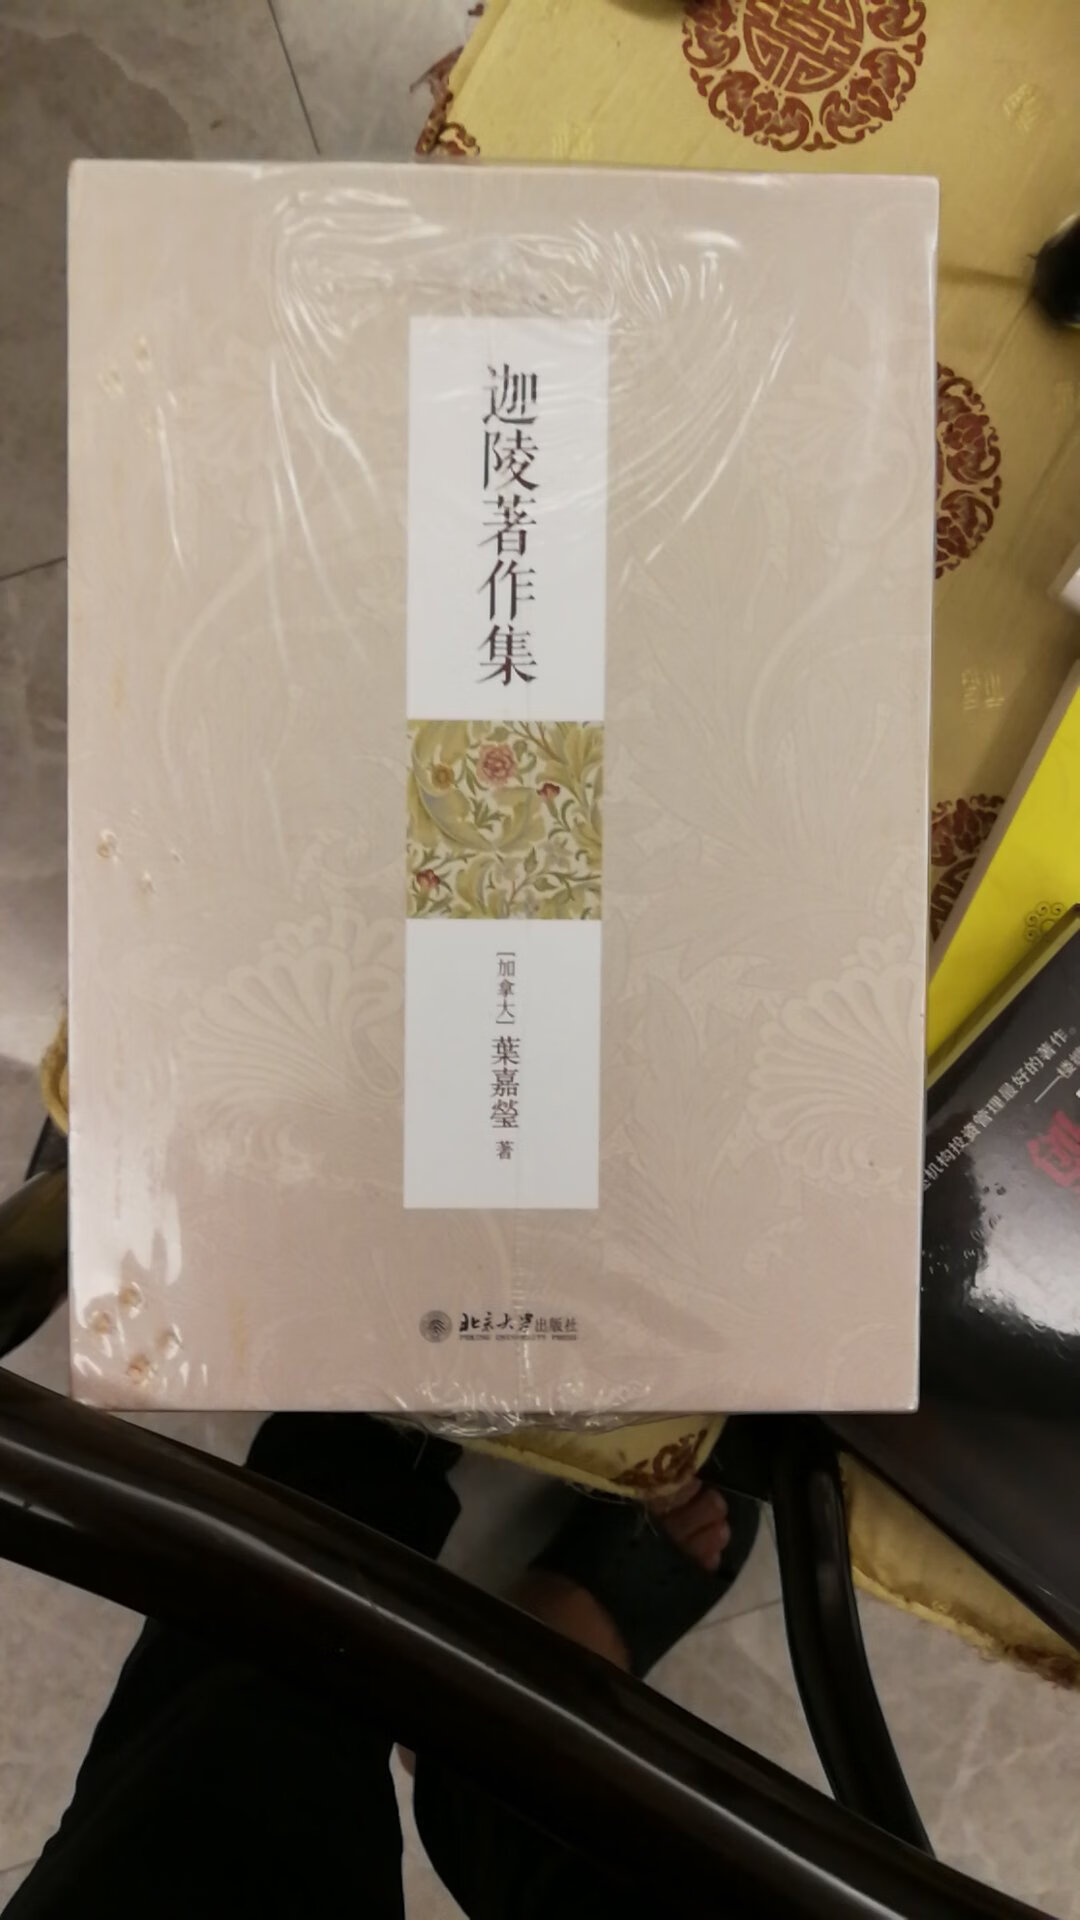 迦陵著作集
[加拿大] 葉嘉瑩 著
北京大学出版社
PEKING UNIVERSITY PRESS
机构投资管理最好的著作。